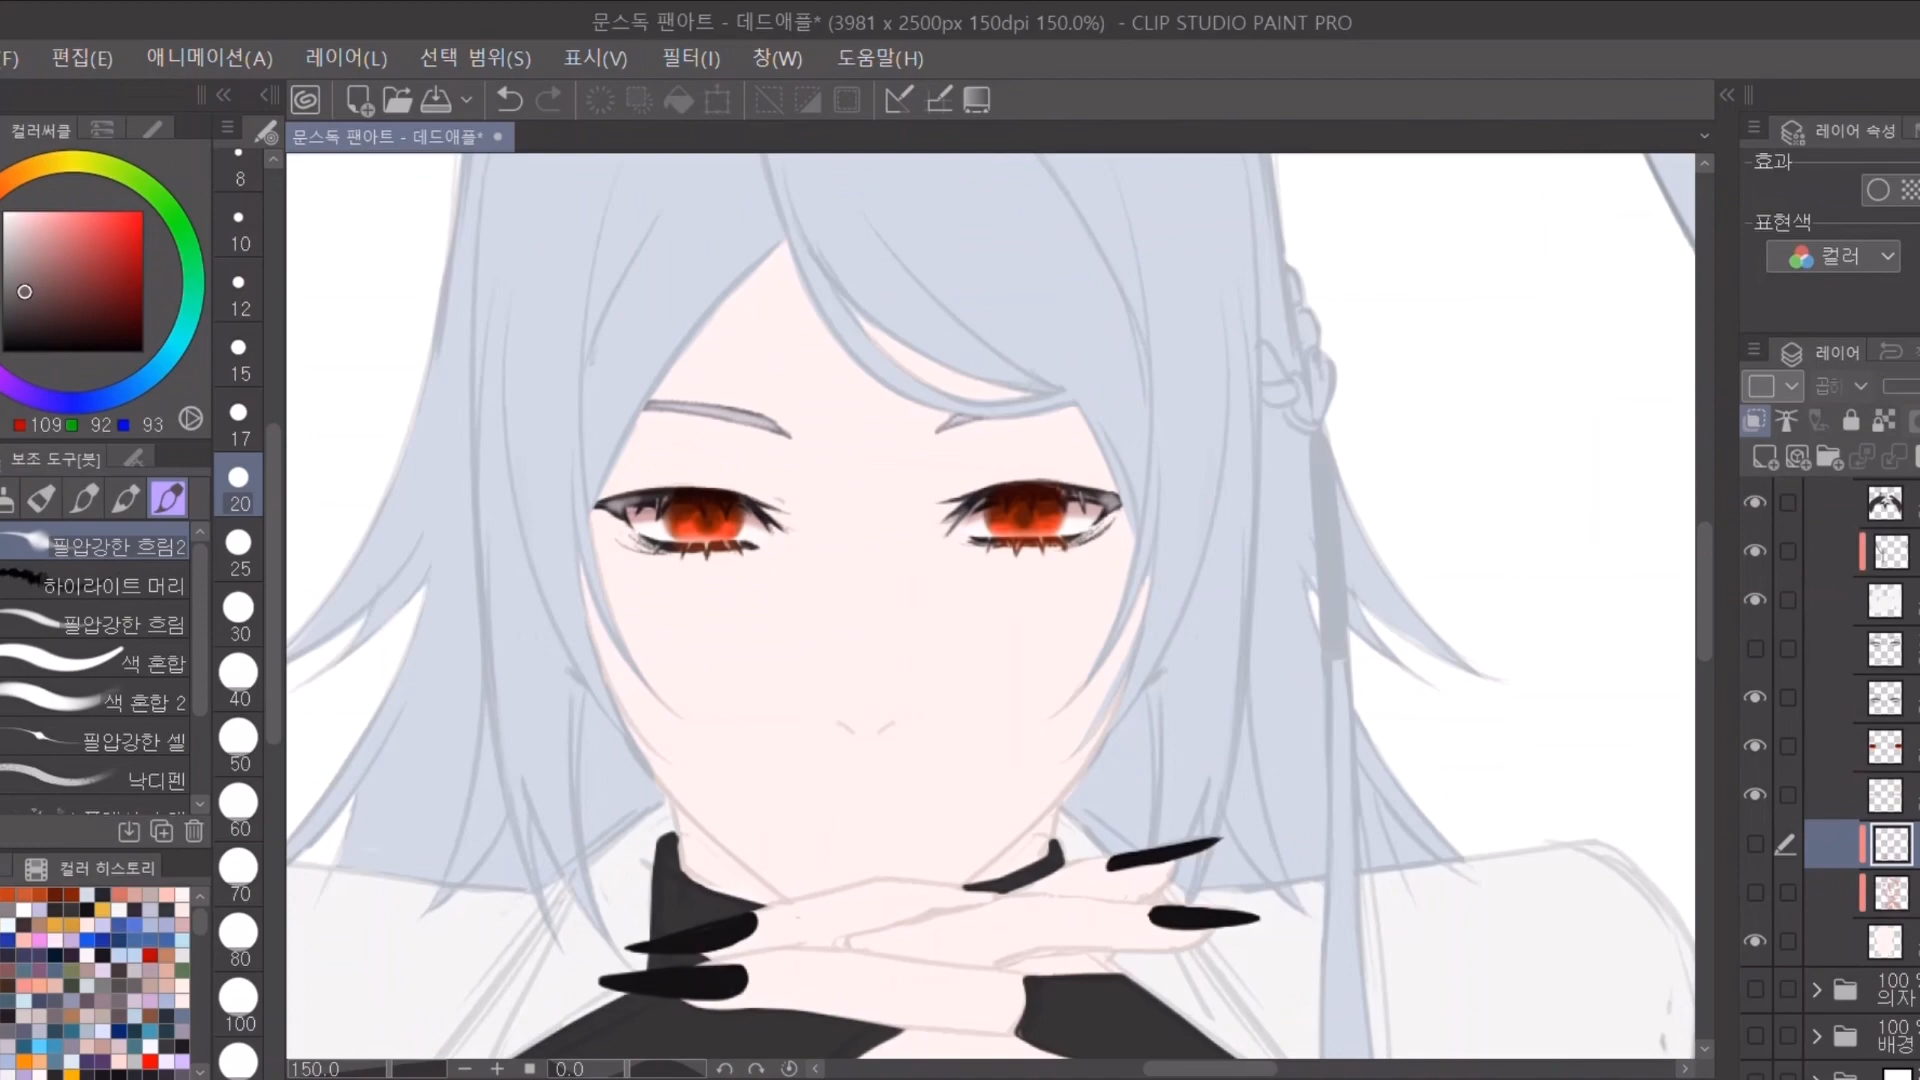 문스독 팬아트 - 데드애플* (3981 x 2500px 150dpi 150.0%) - CLIP STUDIO PAINT PRO
F) 편집(E) 애니메이션(A) 레이어(L) 선택 범위(S) 표시(V) 필터(I) 창(W) 도움말(H)
컬러써클
문스독 팬아트 - 데드애플*
레이어 속성
효과
표현색
컬러
109 92 93
보조 도구[붓]
필압강한 흐림2
하이라이트 머리
필압강한 흐림
색 혼합
색 혼합 2
필압강한 셀
낙디펜
컬러 히스토리
8
10
12
15
17
20
25
30
40
50
60
70
80
100
레이어
곱하
100 %
의자
100 %
배경
150.0
0.0